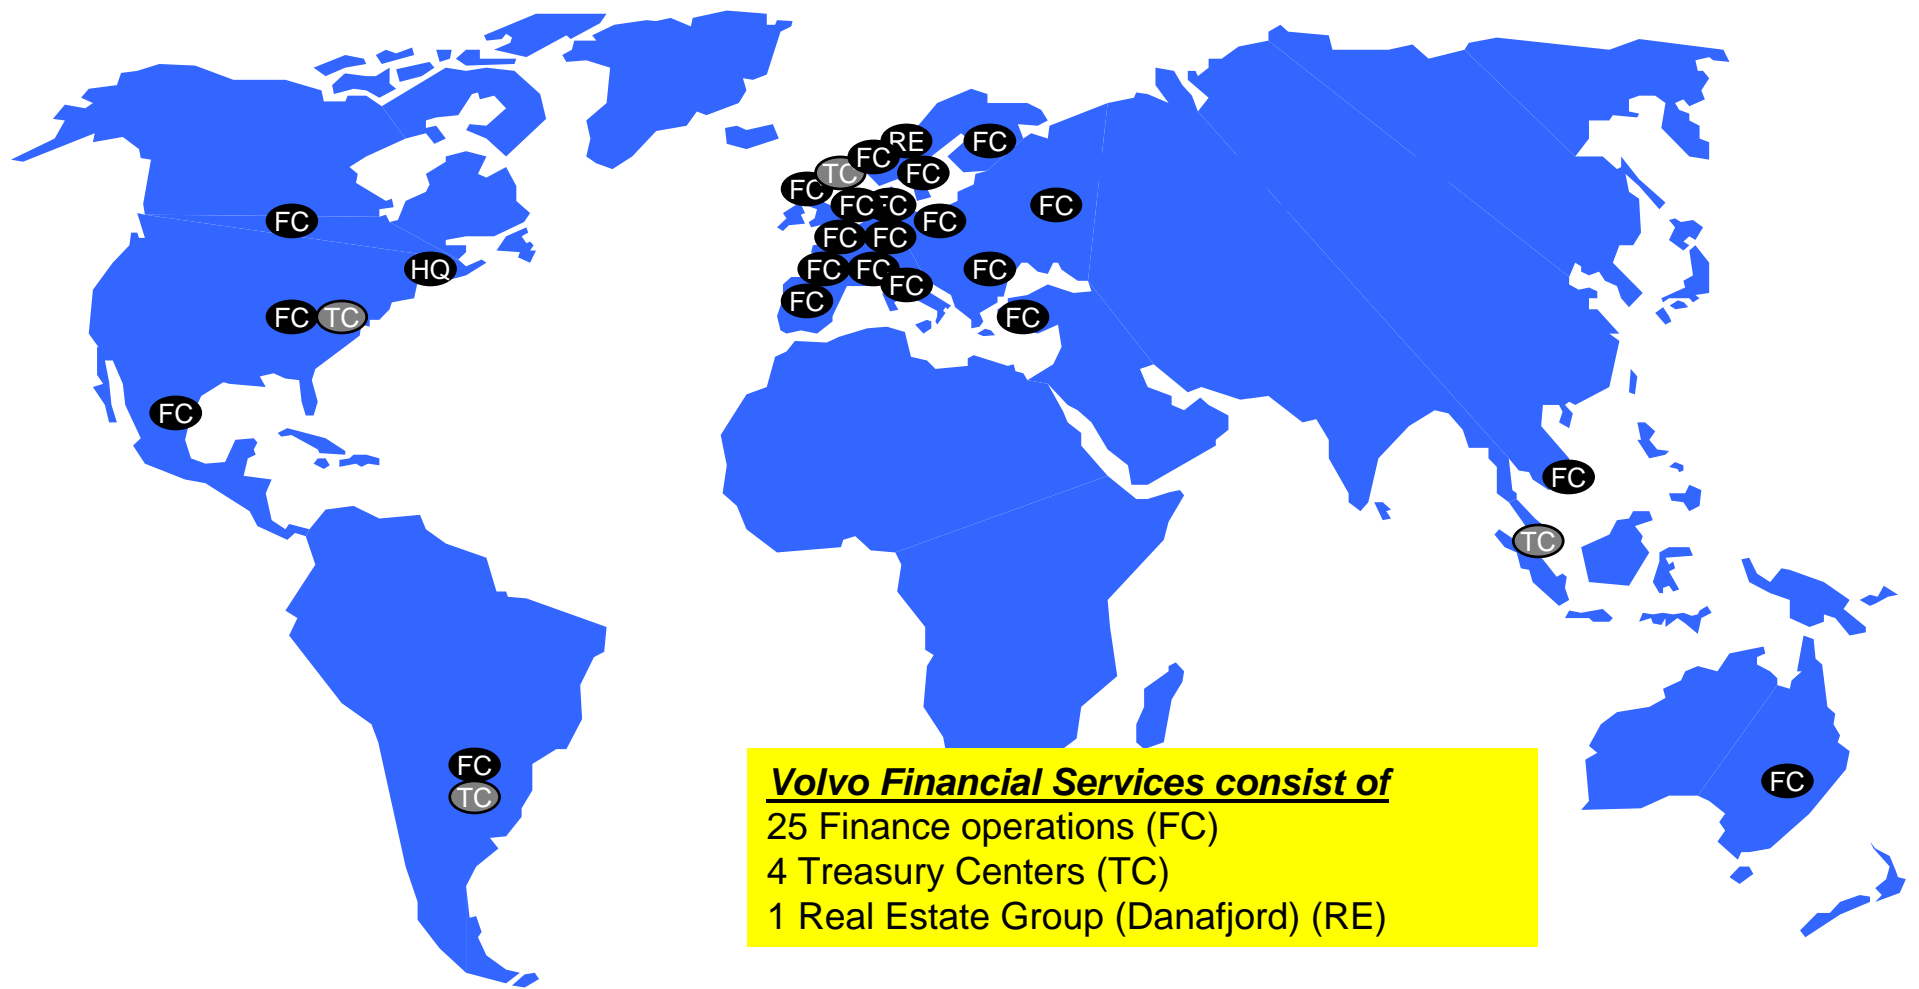 RE
FC
FC
TC
FC
FC
FC
FC
FC
FC
FC
FC
FC
FC
HQ
FC
FC
FC
FC
FC
FC
FC
TC
FC
FC
FC
TC
FC
TC
FC
Volvo Financial Services consist of
25 Finance operations (FC)
4 Treasury Centers (TC)
1 Real Estate Group (Danafjord) (RE)